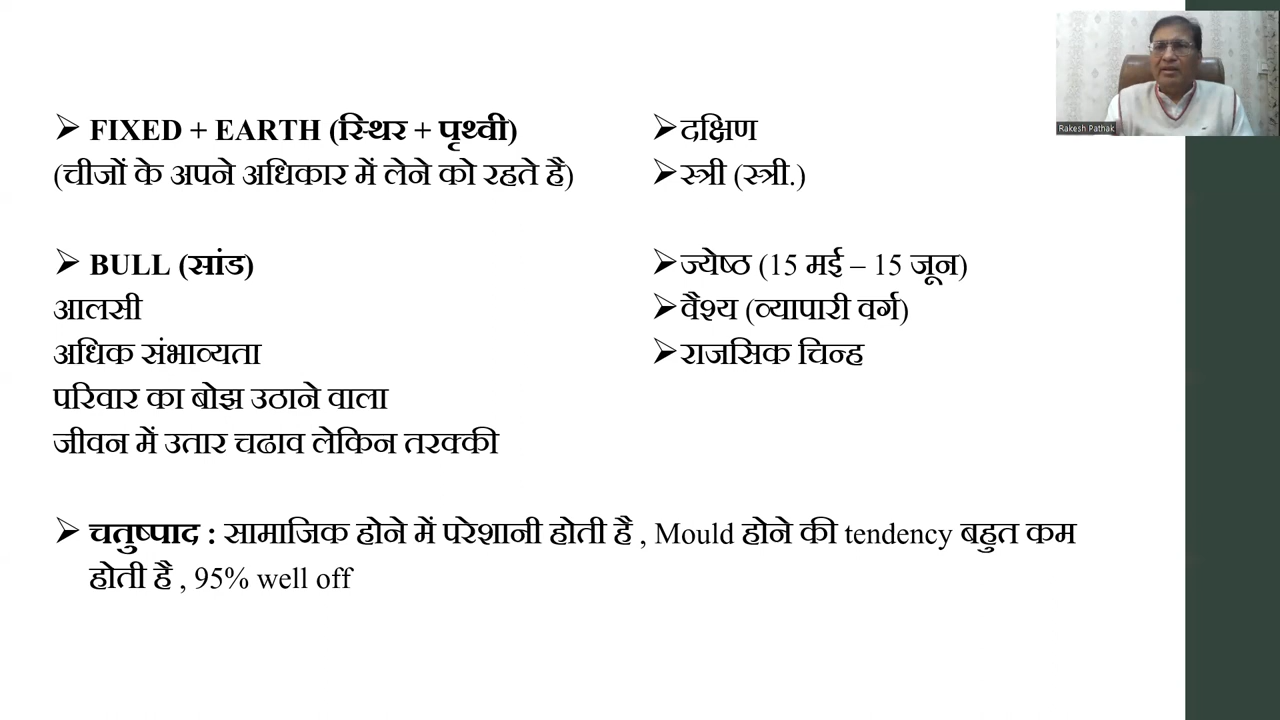 ➢ FIXED + EARTH (स्थिर + पृथ्वी)
(चीजों के अपने अधिकार में लेने को रहते है)
➢ BULL (सांड)
आलसी
अधिक संभाव्यता
परिवार का बोझ उठाने वाला
जीवन में उतार चढाव लेकिन तरक्की
➢ दक्षिण
➢ स्त्री (स्त्री.)
➢ ज्येष्ठ (15 मई – 15 जून)
➢ वैश्य (व्यापारी वर्ग)
➢ राजसिक चिन्ह
➢ चतुष्पाद : सामाजिक होने में परेशानी होती है , Mould होने की tendency बहुत कम
होती है , 95% well off
Rakesh Pathak